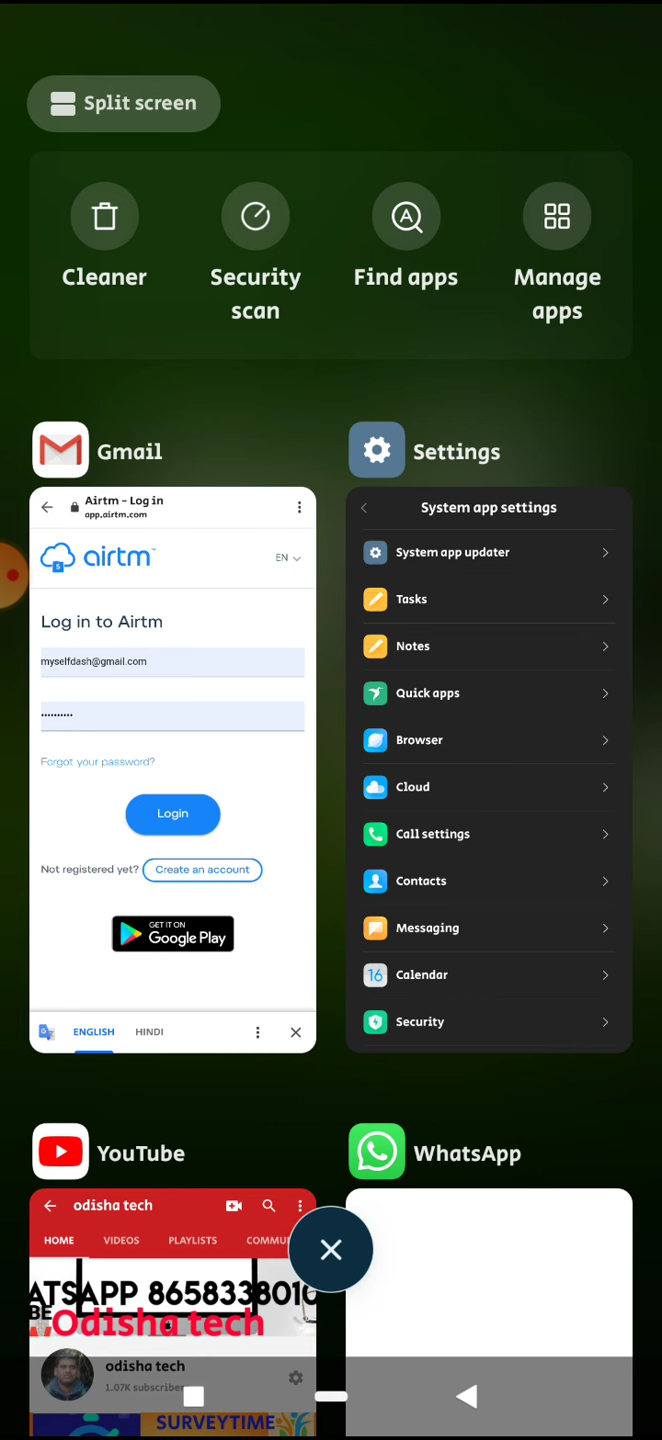 Split screen
Cleaner
Security
scan
Find apps
Manage
apps
Gmail
Airtm - Log in
app.airtm.com
airtm
EN
Log in to Airtm
myselfdash@gmail.com
Forgot your password?
Login
Not registered yet? Create an account
GET IT ON
Google Play
ENGLISH HINDI
Settings
System app settings
System app updater
Tasks
Notes
Quick apps
Browser
Cloud
Call settings
Contacts
Messaging
16 Calendar
Security
YouTube
odisha tech
HOME VIDEOS PLAYLISTS COMMU
ATSAPP 8658338010
BE
Odisha tech
odisha tech
1.07K subscriber
SURVEYTIME
WhatsApp